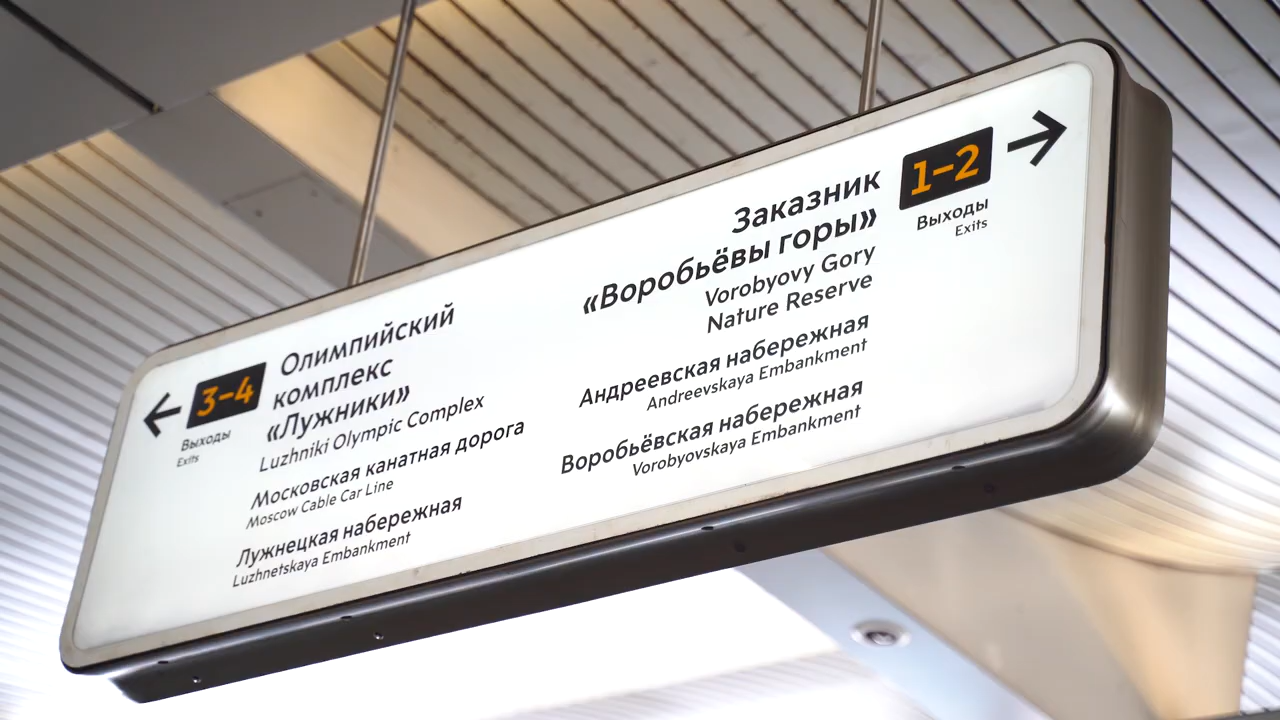 ←
3-4
Выходы
Exits
Олимпийский
комплекс
«Лужники»
Luzhniki Olympic Complex
Московская канатная дорога
Moscow Cable Car Line
Лужнецкая набережная
Luzhnetskaya Embankment
Заказник
«Воробьёвы горы»
Vorobyovy Gory
Nature Reserve
Андреевская набережная
Andreevskaya Embankment
Воробьёвская набережная
Vorobyovskaya Embankment
1-2
→
Выходы
Exits